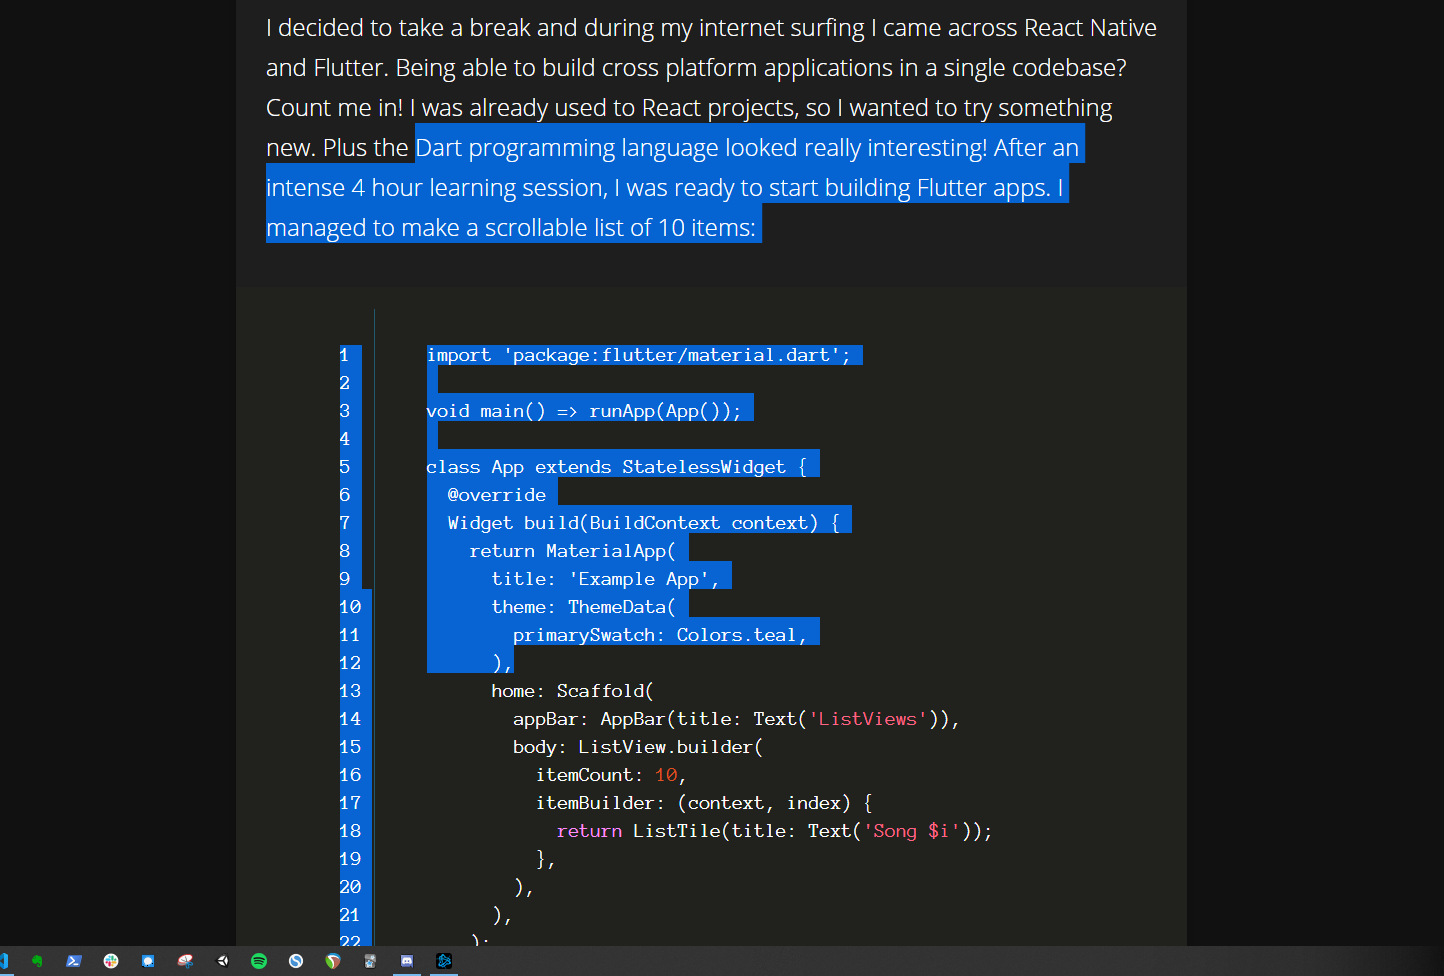 I decided to take a break and during my internet surfing I came across React Native
and Flutter. Being able to build cross platform applications in a single codebase?
Count me in! I was already used to React projects, so I wanted to try something
new. Plus the Dart programming language looked really interesting! After an
intense 4 hour learning session, I was ready to start building Flutter apps. I
managed to make a scrollable list of 10 items:
1 import 'package:flutter/material.dart';
2
3 void main() => runApp(App());
4
5 class App extends StatelessWidget {
6   @override
7   Widget build(BuildContext context) {
8     return MaterialApp(
9       title: 'Example App',
10       theme: ThemeData(
11         primarySwatch: Colors.teal,
12       ),
13       home: Scaffold(
14         appBar: AppBar(title: Text('ListViews')),
15         body: ListView.builder(
16           itemCount: 10,
17           itemBuilder: (context, index) {
18             return ListTile(title: Text('Song $i'));
19           },
20         ),
21       ),
22     );